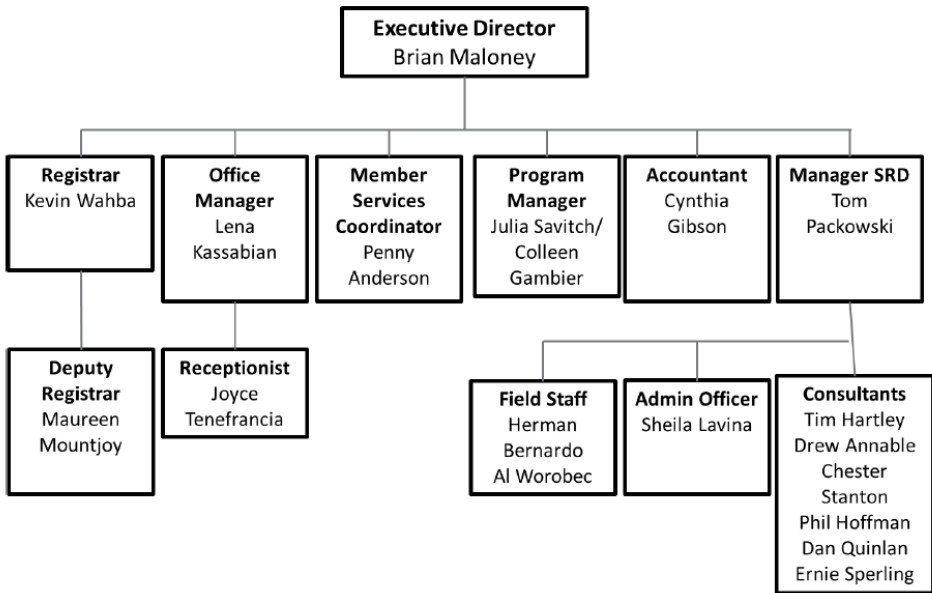 Executive Director
Brian Maloney
Registrar
Kevin Wahba
Office
Manager
Lena
Kassabian
Member
Services
Coordinator
Penny
Anderson
Program
Manager
Julia Savitch/
Colleen
Gambier
Accountant
Cynthia
Gibson
Manager SRD
Tom
Packowski
Deputy
Registrar
Maureen
Mountjoy
Receptionist
Joyce
Tenefrancia
Field Staff
Herman
Bernardo
Al Worobec
Admin Officer
Sheila Lavina
Consultants
Tim Hartley
Drew Annable
Chester
Stanton
Phil Hoffman
Dan Quinlan
Ernie Sperling